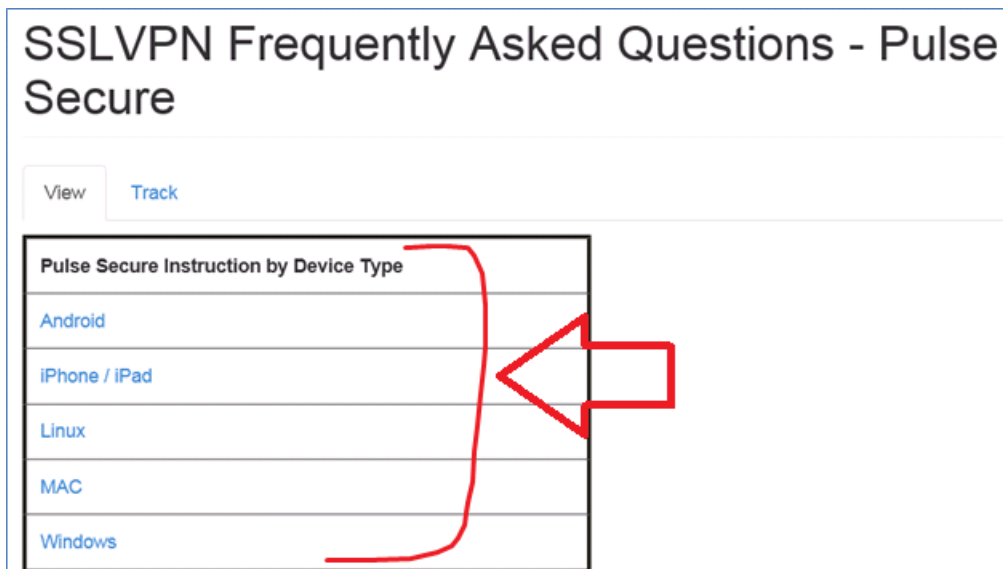 SSLVPN Frequently Asked Questions - Pulse
Secure
View
Track
Pulse Secure Instruction by Device Type
Android
iPhone / iPad
Linux
MAC
Windows